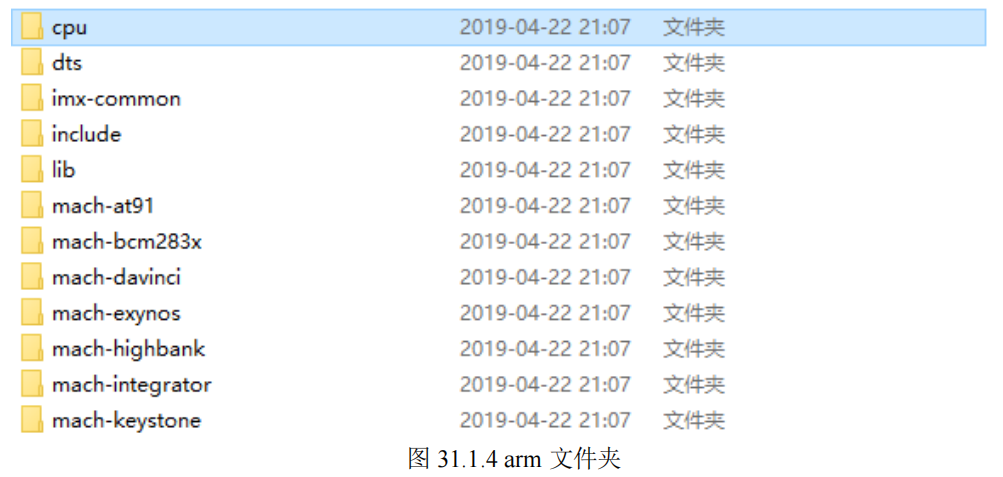 cpu 2019-04-22 21:07 文件夹
dts 2019-04-22 21:07 文件夹
imx-common 2019-04-22 21:07 文件夹
include 2019-04-22 21:07 文件夹
lib 2019-04-22 21:07 文件夹
mach-at91 2019-04-22 21:07 文件夹
mach-bcm283x 2019-04-22 21:07 文件夹
mach-davinci 2019-04-22 21:07 文件夹
mach-exynos 2019-04-22 21:07 文件夹
mach-highbank 2019-04-22 21:07 文件夹
mach-integrator 2019-04-22 21:07 文件夹
mach-keystone 2019-04-22 21:07 文件夹
图 31.1.4 arm 文件夹